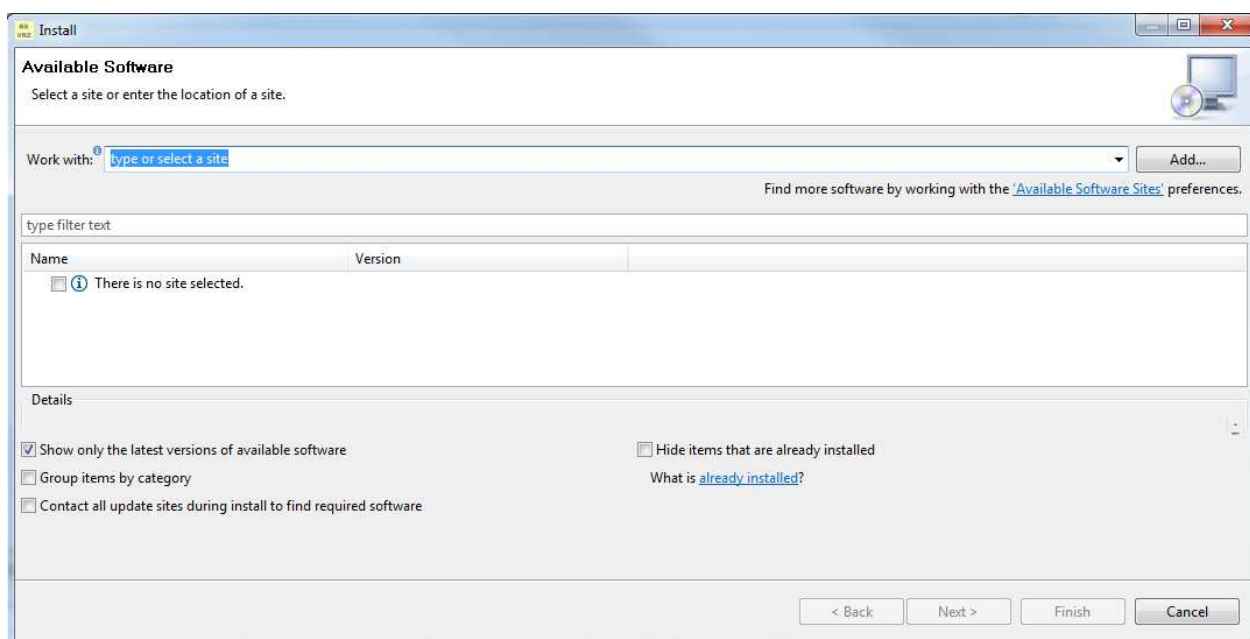 Install
Available Software
Select a site or enter the location of a site.
Work with: type or select a site Add...
Find more software by working with the 'Available Software Sites' preferences.
type filter text
Name Version
There is no site selected.
Details
Show only the latest versions of available software Hide items that are already installed
Group items by category What is already installed?
Contact all update sites during install to find required software
< Back Next > Finish Cancel